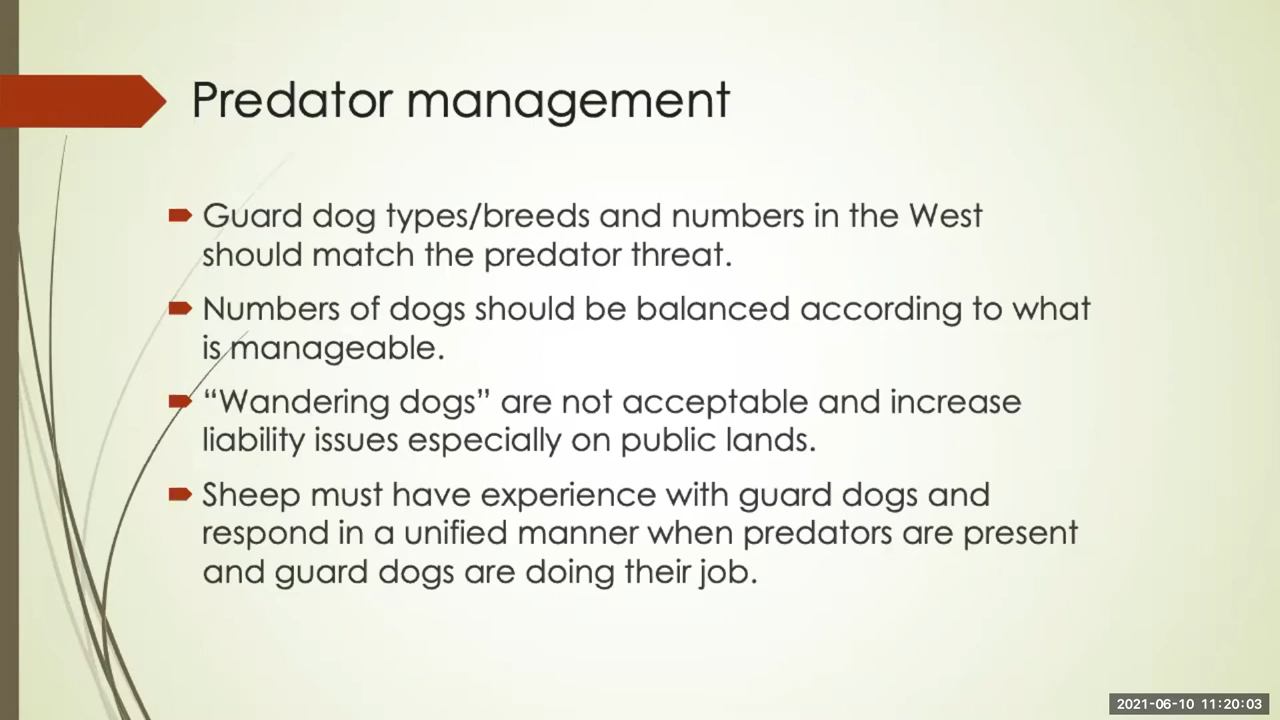 Predator management
Guard dog types/breeds and numbers in the West
should match the predator threat.
Numbers of dogs should be balanced according to what
is manageable.
“Wandering dogs” are not acceptable and increase
liability issues especially on public lands.
Sheep must have experience with guard dogs and
respond in a unified manner when predators are present
and guard dogs are doing their job.
2021-06-10 11:20:03